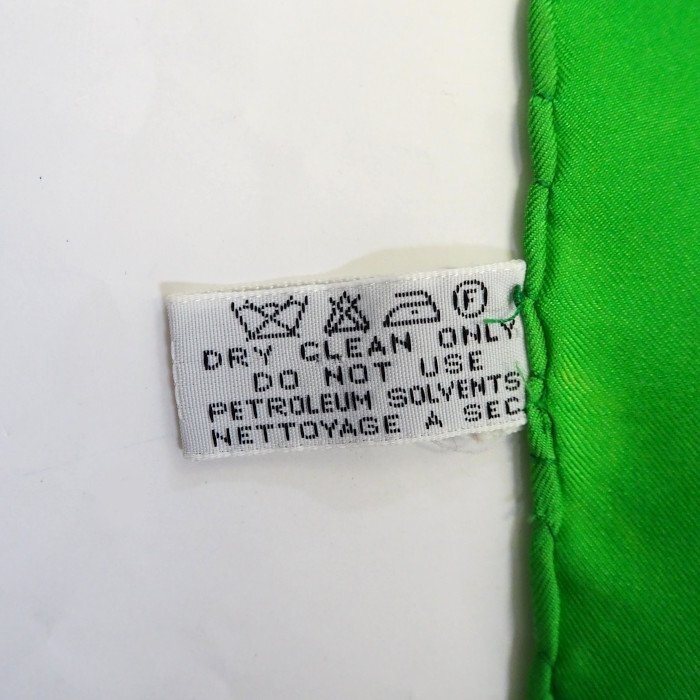 F
DRY CLEAN ONLY
DO NOT USE
PETROLEUM SOLVENTS
NETTOYAGE A SEC